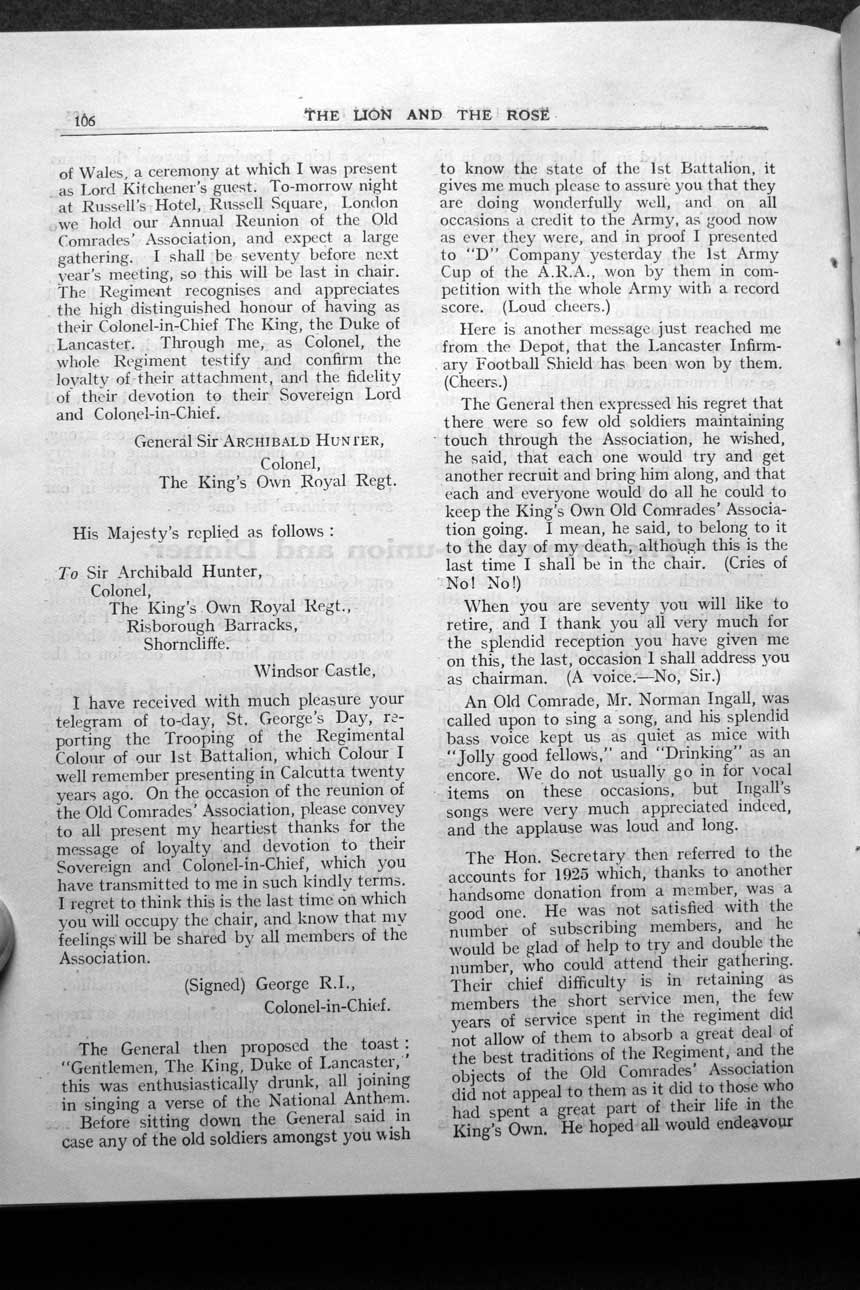 106
THE LION AND THE ROSE
of Wales, a ceremony at which I was present
as Lord Kitchener's guest. To-morrow night
at Russell's Hotel, Russell Square, London
we hold our Annual Reunion of the Old
Comrades' Association, and expect a large
gathering. I shall be seventy before next
year's meeting, so this will be last in chair.
The Regiment recognises and appreciates
the high distinguished honour of having as
their Colonel-in-Chief The King, the Duke of
Lancaster. Through me, as Colonel, the
whole Regiment testify and confirm the
loyalty of their attachment, and the fidelity
of their devotion to their Sovereign Lord
and Colonel-in-Chief.
General Sir ARCHIBALD HUNTER,
Colonel,
The King's Own Royal Regt.
His Majesty's replied as follows :
To Sir Archibald Hunter,
Colonel,
The King's Own Royal Regt.,
Risborough Barracks,
Shorncliffe.
Windsor Castle,
I have received with much pleasure your
telegram of to-day, St. George's Day, re-
porting the Trooping of the Regimental
Colour of our 1st Battalion, which Colour I
well remember presenting in Calcutta twenty
years ago. On the occasion of the reunion of
the Old Comrades' Association, please convey
to all present my heartiest thanks for the
message of loyalty and devotion to their
Sovereign and Colonel-in-Chief, which you
have transmitted to me in such kindly terms.
I regret to think this is the last time on which
you will occupy the chair, and know that my
feelings will be shared by all members of the
Association.
(Signed) George R.I.,
Colonel-in-Chief.
The General then proposed the toast :
"Gentlemen, The King, Duke of Lancaster,"
this was enthusiastically drunk, all joining
in singing a verse of the National Anthem.
Before sitting down the General said in
case any of the old soldiers amongst you wish
to know the state of the 1st Battalion, it
gives me much please to assure you that they
are doing wonderfully well, and on all
occasions a credit to the Army, as good now
as ever they were, and in proof I presented
to "D" Company yesterday the 1st Army
Cup of the A.R.A., won by them in com-
petition with the whole Army with a record
score. (Loud cheers.)
Here is another message just reached me
from the Depot, that the Lancaster Infirm-
ary Football Shield has been won by them.
(Cheers.)
The General then expressed his regret that
there were so few old soldiers maintaining
touch through the Association, he wished,
he said, that each one would try and get
another recruit and bring him along, and that
each and everyone would do all he could to
keep the King's Own Old Comrades' Associa-
tion going. I mean, he said, to belong to it
to the day of my death, although this is the
last time I shall be in the chair. (Cries of
No! No!)
When you are seventy you will like to
retire, and I thank you all very much for
the splendid reception you have given me
on this, the last, occasion I shall address you
as chairman. (A voice.—No, Sir.)
An Old Comrade, Mr. Norman Ingall, was
called upon to sing a song, and his splendid
bass voice kept us as quiet as mice with
"Jolly good fellows," and "Drinking" as an
encore. We do not usually go in for vocal
items on these occasions, but Ingall's
songs were very much appreciated indeed,
and the applause was loud and long.
The Hon. Secretary then referred to the
accounts for 1925 which, thanks to another
handsome donation from a member, was a
good one. He was not satisfied with the
number of subscribing members, and he
would be glad of help to try and double the
number, who could attend their gathering.
Their chief difficulty is in retaining as
members the short service men, the few
years of service spent in the regiment did
not allow of them to absorb a great deal of
the best traditions of the Regiment, and the
objects of the Old Comrades' Association
did not appeal to them as it did to those who
had spent a great part of their life in the
King's Own. He hoped all would endeavour